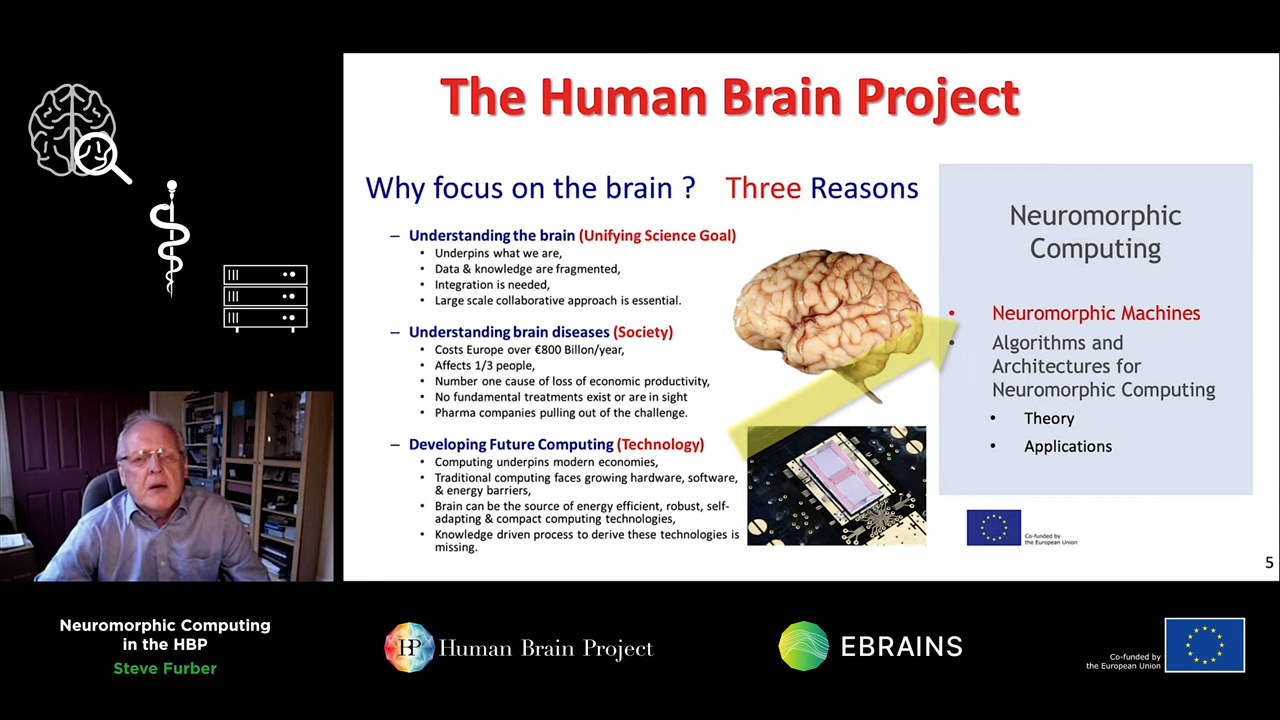 The Human Brain Project
Why focus on the brain ? Three Reasons
– Understanding the brain (Unifying Science Goal)
• Underpins what we are,
• Data & knowledge are fragmented,
• Integration is needed,
• Large scale collaborative approach is essential.
– Understanding brain diseases (Society)
• Costs Europe over €800 Billon/year,
• Affects 1/3 people,
• Number one cause of loss of economic productivity,
• No fundamental treatments exist or are in sight
• Pharma companies pulling out of the challenge.
– Developing Future Computing (Technology)
• Computing underpins modern economies,
• Traditional computing faces growing hardware, software,
& energy barriers,
• Brain can be the source of energy efficient, robust, self-
adapting & compact computing technologies,
• Knowledge driven process to derive these technologies is
missing.
Neuromorphic
Computing
• Neuromorphic Machines
• Algorithms and
Architectures for
Neuromorphic Computing
• Theory
• Applications
Co-funded by
the European Union
5
Neuromorphic Computing
in the HBP
Steve Furber
HP
Human Brain Project
EBRAINS
Co-funded by
the European Union